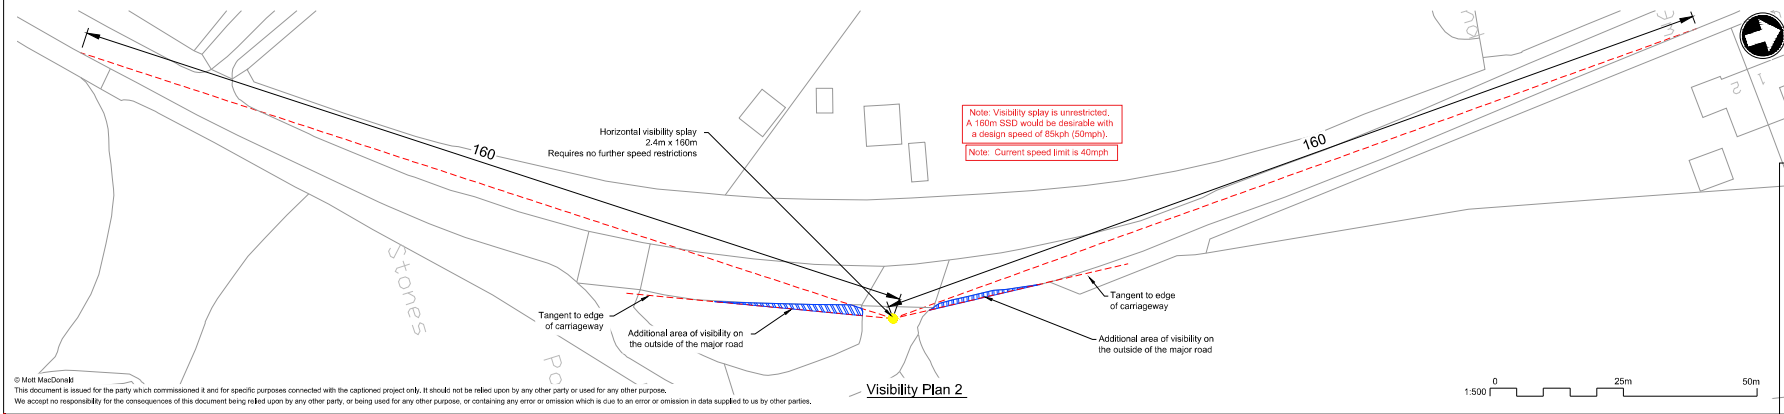 160
Horizontal visibility splay
2.4m x 160m
Requires no further speed restrictions
Note: Visibility splay is unrestricted.
A 160m SSD would be desirable with
a design speed of 85kph (50mph).
Note: Current speed limit is 40mph
160
Stones
Po
2
1
Tangent to edge
of carriageway
Additional area of visibility on
the outside of the major road
Tangent to edge
of carriageway
Additional area of visibility on
the outside of the major road
© Mott MacDonald
This document is issued for the party which commissioned it and for specific purposes connected with the captioned project only. It should not be relied upon by any other party or used for any other purpose.
We accept no responsibility for the consequences of this document being relied upon by any other party, or being used for any other purpose, or containing any error or omission which is due to an error or omission in data supplied to us by other parties.
Visibility Plan 2
1:500
0
25m
50m